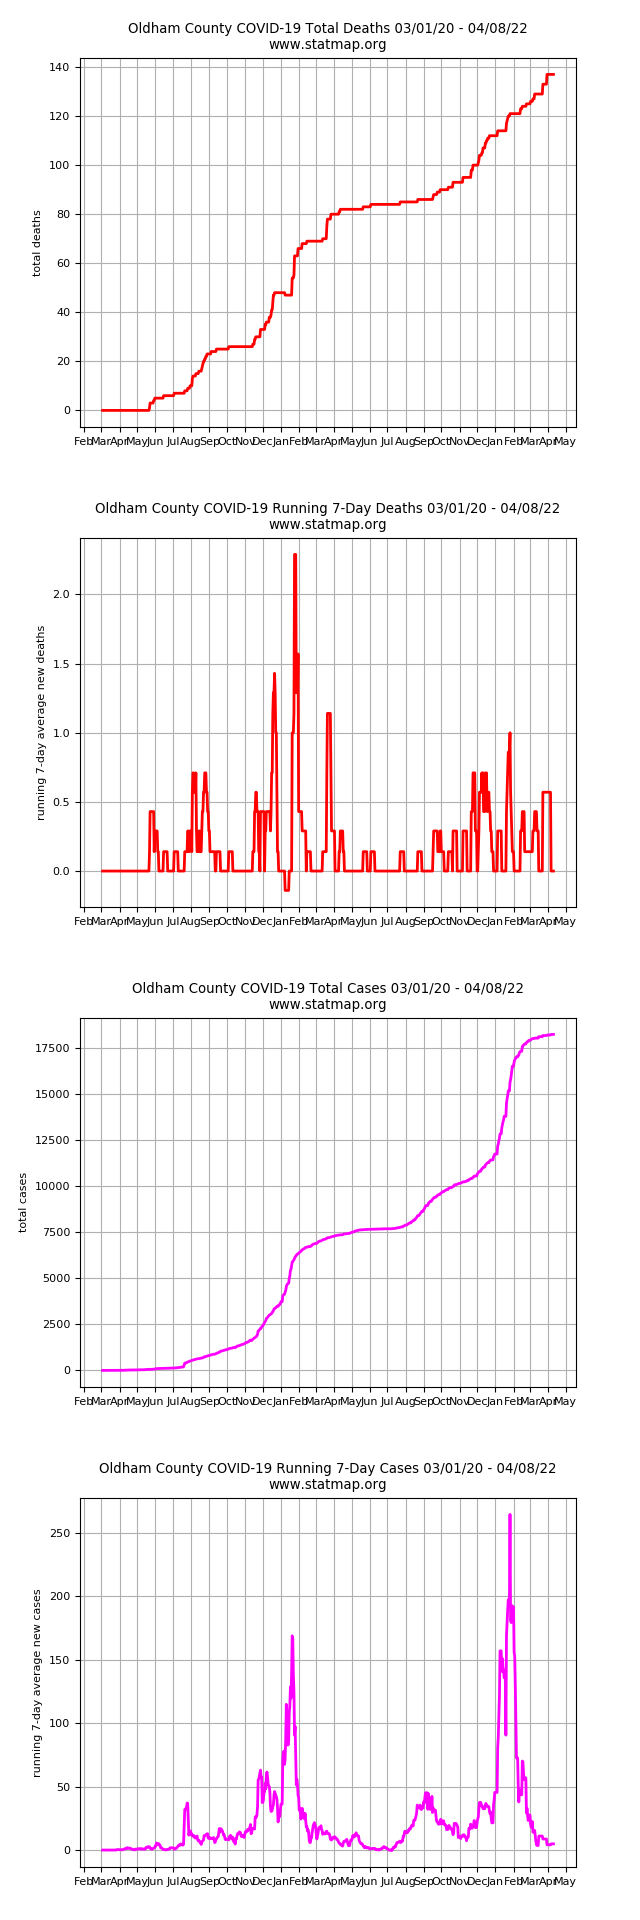 Oldham County COVID-19 Total Deaths 03/01/20 - 04/08/22
www.statmap.org
140
120
100
80
60
40
20
0
total deaths
Feb Mar Apr May Jun Jul Aug Sep Oct Nov Dec Jan Feb Mar Apr May Jun Jul Aug Sep Oct Nov Dec Jan Feb Mar Apr May
Oldham County COVID-19 Running 7-Day Deaths 03/01/20 - 04/08/22
www.statmap.org
2.0
1.5
1.0
0.5
0.0
running 7-day average new deaths
Feb Mar Apr May Jun Jul Aug Sep Oct Nov Dec Jan Feb Mar Apr May Jun Jul Aug Sep Oct Nov Dec Jan Feb Mar Apr May
Oldham County COVID-19 Total Cases 03/01/20 - 04/08/22
www.statmap.org
17500
15000
12500
10000
7500
5000
2500
0
total cases
Feb Mar Apr May Jun Jul Aug Sep Oct Nov Dec Jan Feb Mar Apr May Jun Jul Aug Sep Oct Nov Dec Jan Feb Mar Apr May
Oldham County COVID-19 Running 7-Day Cases 03/01/20 - 04/08/22
www.statmap.org
250
200
150
100
50
0
running 7-day average new cases
Feb Mar Apr May Jun Jul Aug Sep Oct Nov Dec Jan Feb Mar Apr May Jun Jul Aug Sep Oct Nov Dec Jan Feb Mar Apr May